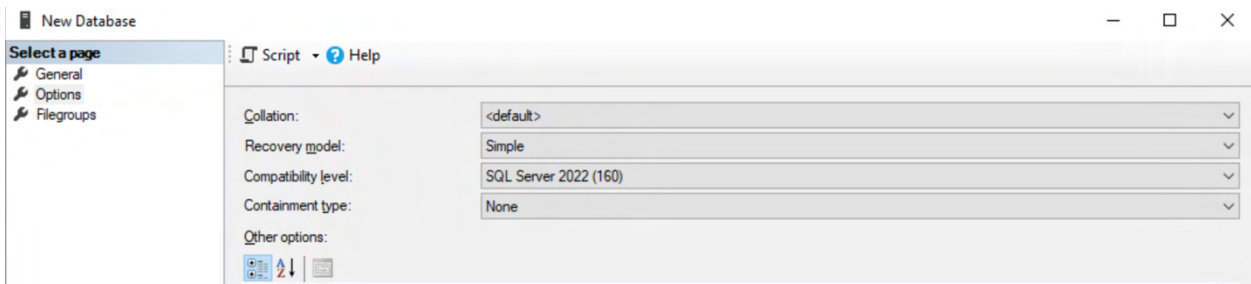 New Database
Select a page
General
Options
Filegroups
Script Help
Collation: <default>
Recovery model: Simple
Compatibility level: SQL Server 2022 (160)
Containment type: None
Other options: